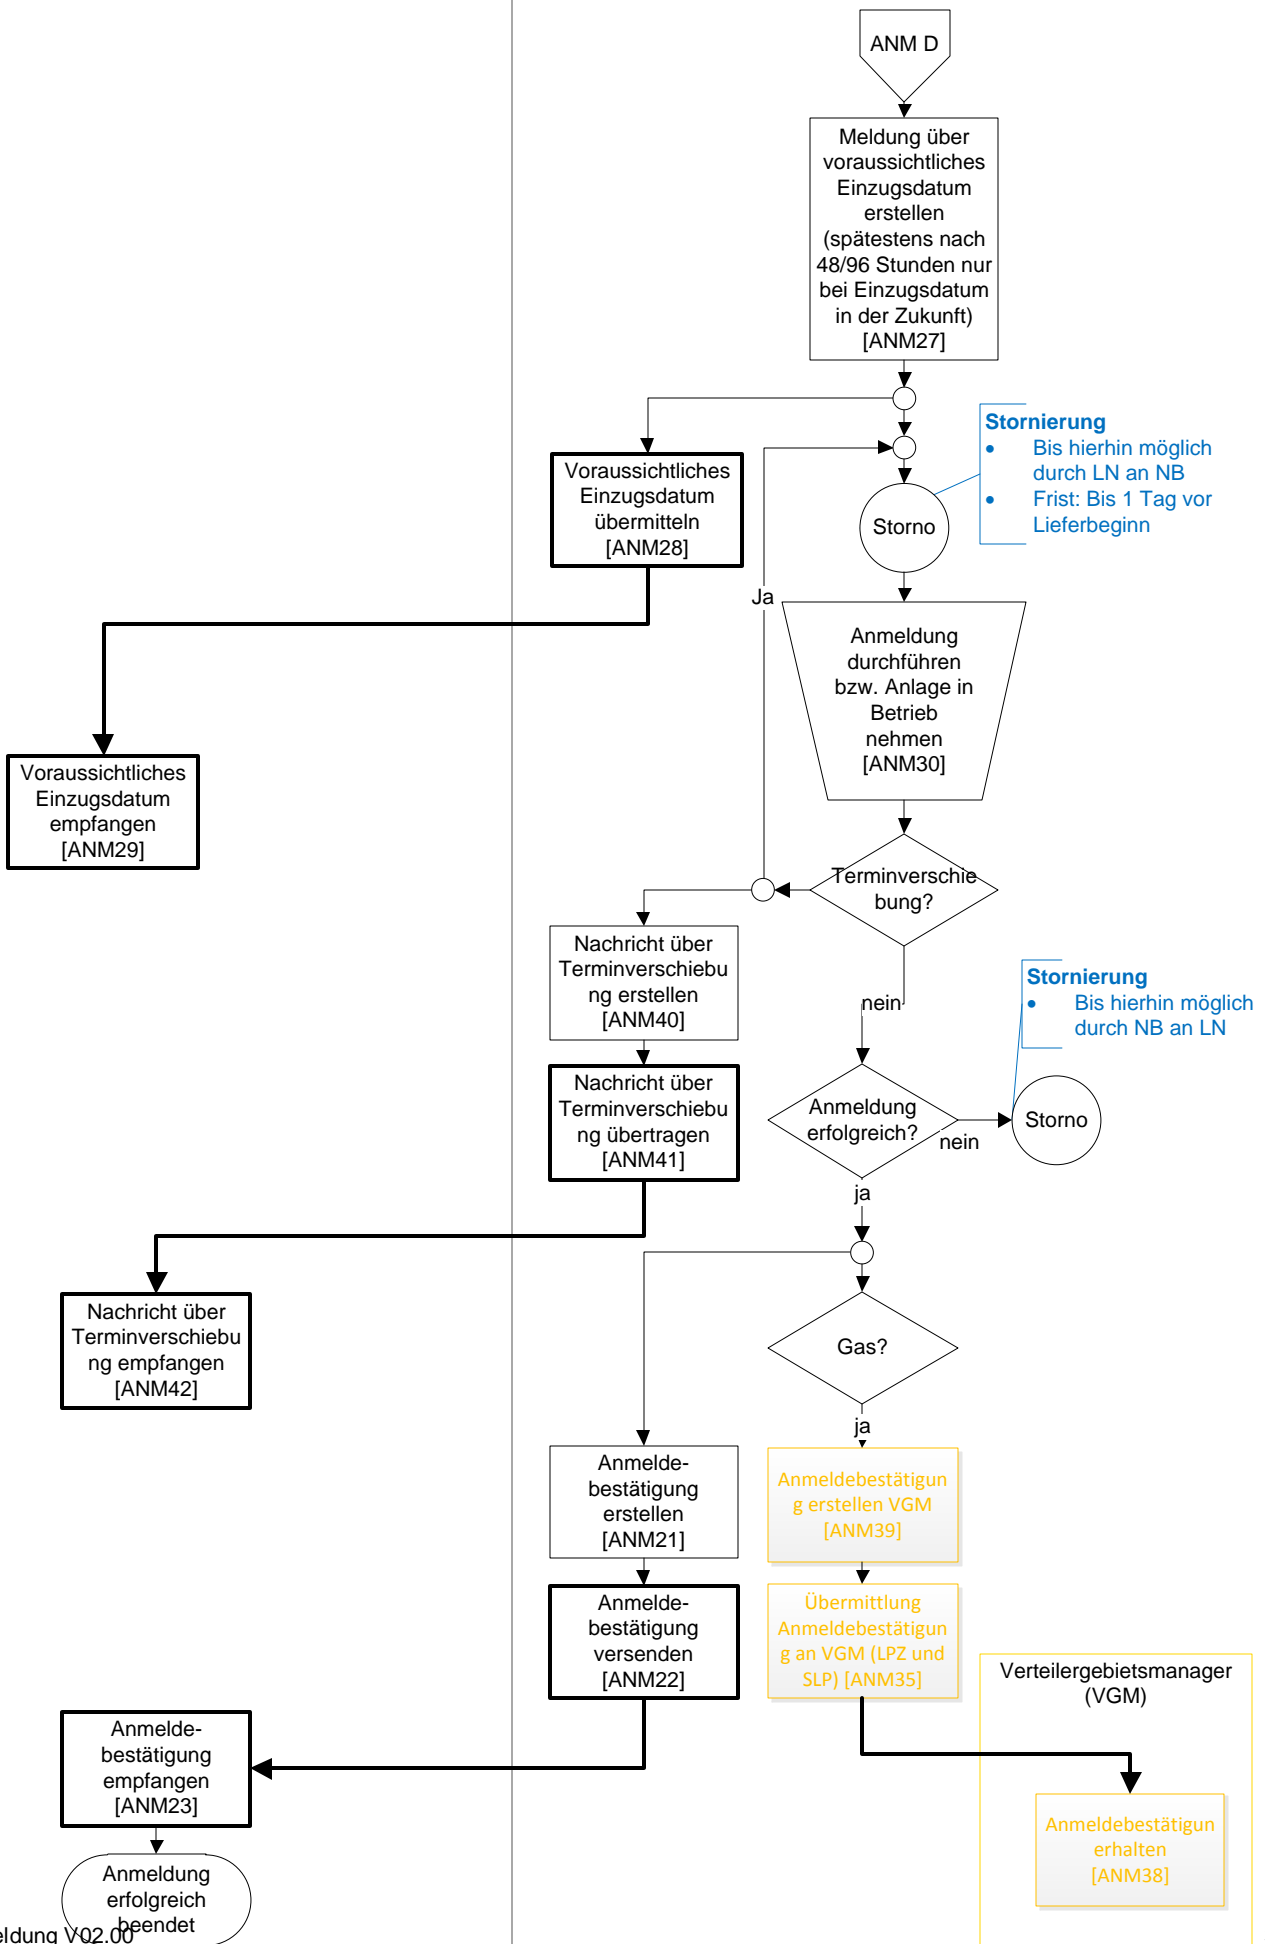 ANM D
Meldung über
voraussichtliches
Einzugsdatum
erstellen
(spätestens nach
48/96 Stunden nur
bei Einzugsdatum
in der Zukunft)
[ANM27]
Stornierung
• Bis hierhin möglich
durch LN an NB
• Frist: Bis 1 Tag vor
Lieferbeginn
Voraussichtliches
Einzugsdatum
übermitteln
[ANM28]
Storno
Ja
Anmeldung
durchführen
bzw. Anlage in
Betrieb
nehmen
[ANM30]
Voraussichtliches
Einzugsdatum
empfangen
[ANM29]
Terminverschie
bung?
Nachricht über
Terminverschiebu
ng erstellen
[ANM40]
nein
Stornierung
• Bis hierhin möglich
durch NB an LN
Nachricht über
Terminverschiebu
ng übertragen
[ANM41]
Anmeldung
erfolgreich?
nein
Storno
ja
Nachricht über
Terminverschiebu
ng empfangen
[ANM42]
Gas?
ja
Anmelde-
bestätigung
erstellen
[ANM21]
Anmeldebestätigun
g erstellen VGM
[ANM39]
Anmelde-
bestätigung
versenden
[ANM22]
Übermittlung
Anmeldebestätigun
g an VGM (LPZ und
SLP) [ANM35]
Verteilergebietsmanager
(VGM)
Anmelde-
bestätigung
empfangen
[ANM23]
Anmeldebestätigun
erhalten
[ANM38]
Anmeldung
erfolgreich
beendet
eldung V02.00